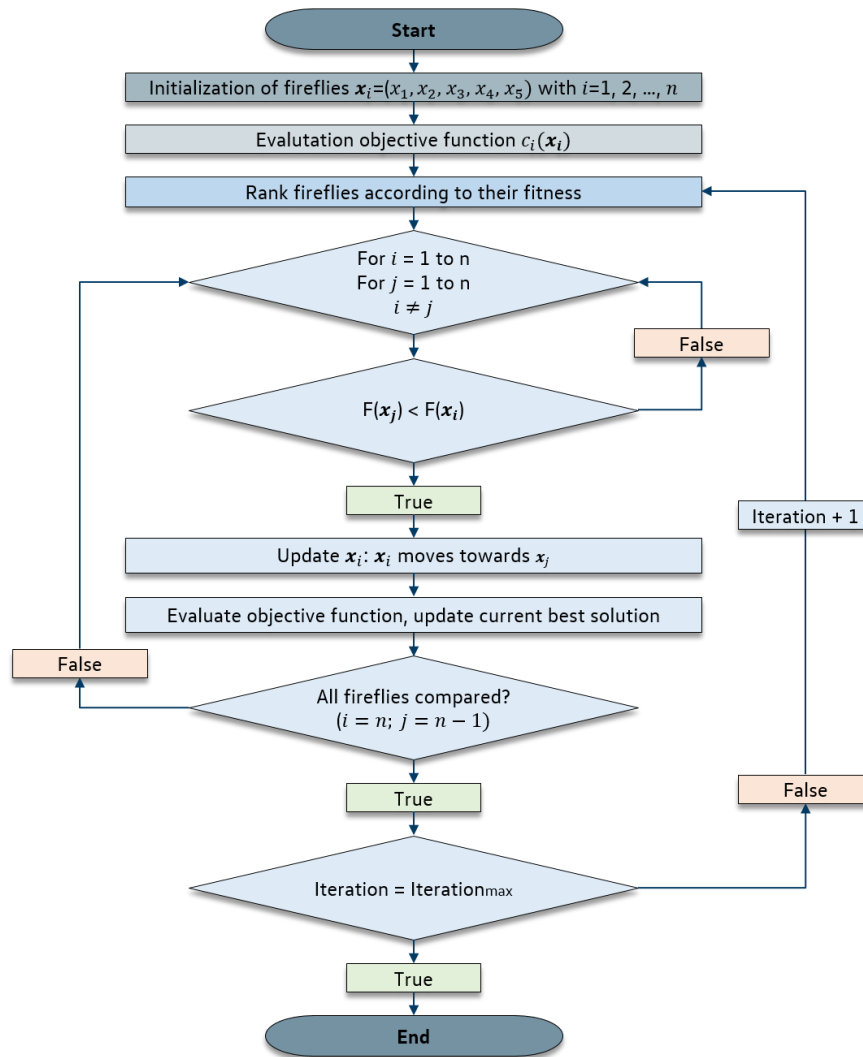 Start
Initialization of fireflies 𝒙ᵢ=(x₁, x₂, x₃, x₄, x₅) with i=1, 2, ..., n
Evalutation objective function cᵢ(𝒙ᵢ)
Rank fireflies according to their fitness
For i = 1 to n
For j = 1 to n
i ≠ j
False
F(𝒙ⱼ) < F(𝒙ᵢ)
True
Iteration + 1
Update 𝒙ᵢ: 𝒙ᵢ moves towards 𝒙ⱼ
Evaluate objective function, update current best solution
False
All fireflies compared?
(i = n; j = n − 1)
False
True
Iteration = Iterationmax
True
End